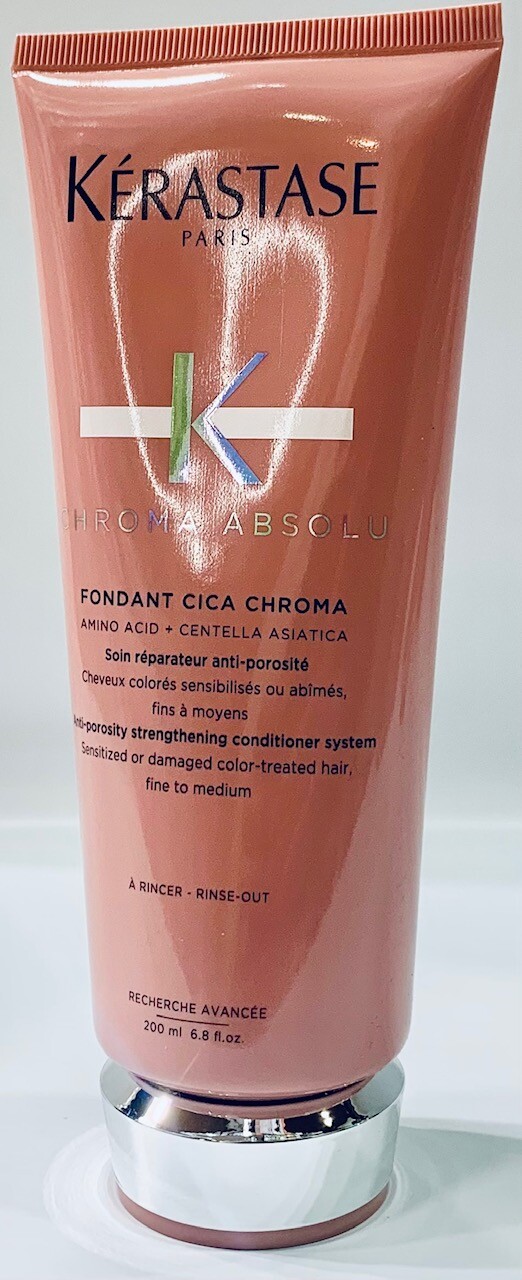 KÉRASTASE
PARIS
K
CHROMA ABSOLU
FONDANT CICA CHROMA
AMINO ACID + CENTELLA ASIATICA
Soin réparateur anti-porosité
Cheveux colorés sensibilisés ou abîmés,
fins à moyens
Anti-porosity strengthening conditioner system
Sensitized or damaged color-treated hair,
fine to medium
À RINCER - RINSE-OUT
RECHERCHE AVANCÉE
200 ml 6.8 fl.oz.